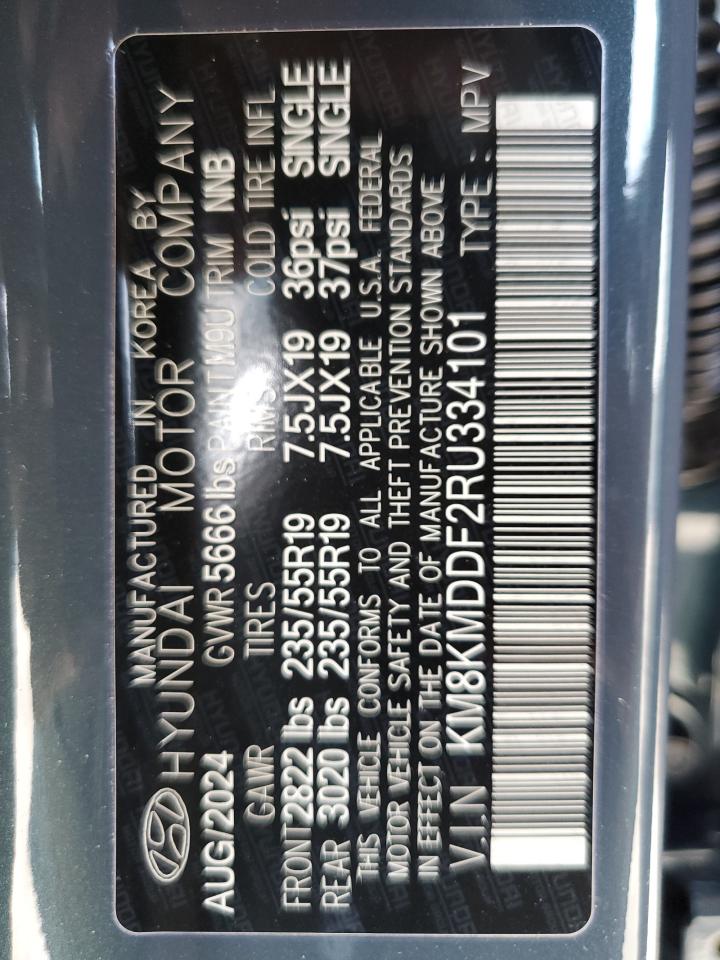 MANUFACTURED IN KOREA BY
HYUNDAI MOTOR COMPANY
AUG/2024 GVWR 5666 lbs PAINT M9U TRIM NNB
GAWR TIRES RIMS COLD TIRE INFL
FRONT 2822 lbs 235/55R19 7.5JX19 36psi SINGLE
REAR 3020 lbs 235/55R19 7.5JX19 37psi SINGLE
THIS VEHICLE CONFORMS TO ALL APPLICABLE U.S.A. FEDERAL
MOTOR VEHICLE SAFETY AND THEFT PREVENTION STANDARDS
IN EFFECT ON THE DATE OF MANUFACTURE SHOWN ABOVE
V.I.N KM8KMDDF2RU334101 TYPE : MPV